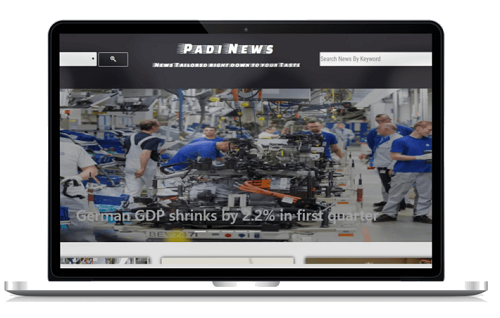 Padi News
News Tailored right down to your Taste
Search News By Keyword
German GDP shrinks by 2.2% in first quarter